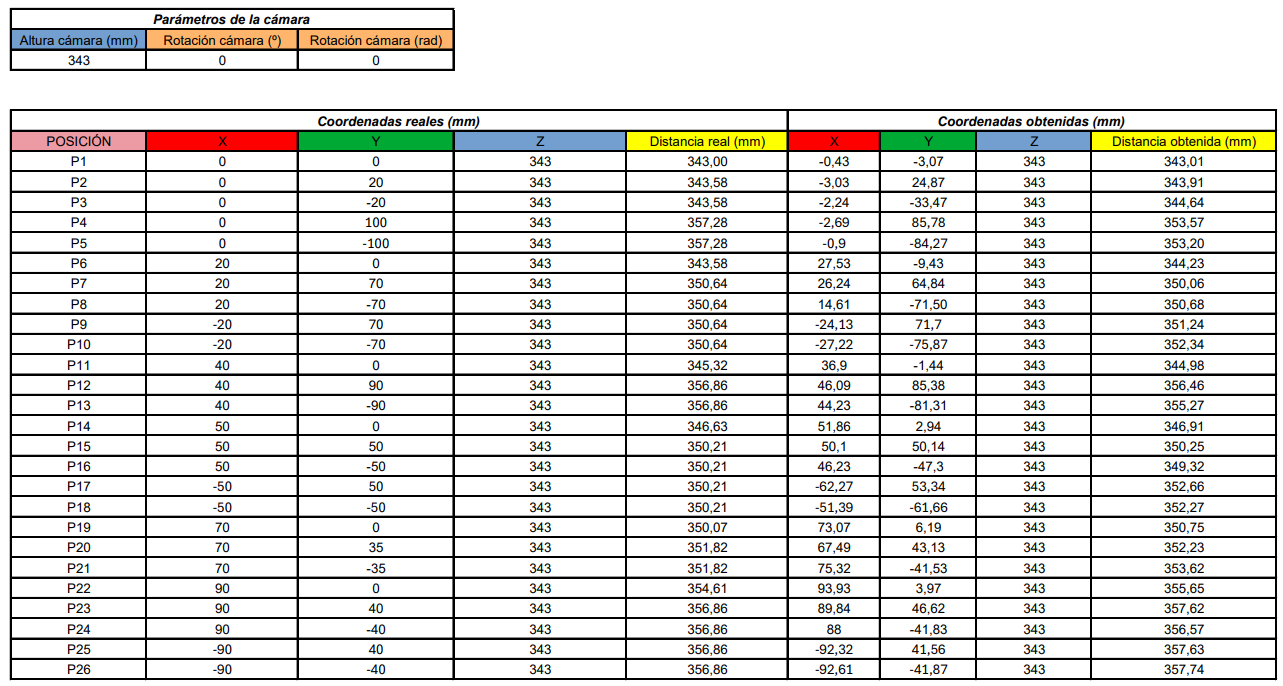 Parámetros de la cámara
Altura cámara (mm) Rotación cámara (º) Rotación cámara (rad)
343 0 0
Coordenadas reales (mm) Coordenadas obtenidas (mm)
POSICIÓN X Y Z Distancia real (mm) X Y Z Distancia obtenida (mm)
P1 0 0 343 343,00 -0,43 -3,07 343 343,01
P2 0 20 343 343,58 -3,03 24,87 343 343,91
P3 0 -20 343 343,58 -2,24 -33,47 343 344,64
P4 0 100 343 357,28 -2,69 85,78 343 353,57
P5 0 -100 343 357,28 -0,9 -84,27 343 353,20
P6 20 0 343 343,58 27,53 -9,43 343 344,23
P7 20 70 343 350,64 26,24 64,84 343 350,06
P8 20 -70 343 350,64 14,61 -71,50 343 350,68
P9 -20 70 343 350,64 -24,13 71,7 343 351,24
P10 -20 -70 343 350,64 -27,22 -75,87 343 352,34
P11 40 0 343 345,32 36,9 -1,44 343 344,98
P12 40 90 343 356,86 46,09 85,38 343 356,46
P13 40 -90 343 356,86 44,23 -81,31 343 355,27
P14 50 0 343 346,63 51,86 2,94 343 346,91
P15 50 50 343 350,21 50,1 50,14 343 350,25
P16 50 -50 343 350,21 46,23 -47,3 343 349,32
P17 -50 50 343 350,21 -62,27 53,34 343 352,66
P18 -50 -50 343 350,21 -51,39 -61,66 343 352,27
P19 70 0 343 350,07 73,07 6,19 343 350,75
P20 70 35 343 351,82 67,49 43,13 343 352,23
P21 70 -35 343 351,82 75,32 -41,53 343 353,62
P22 90 0 343 354,61 93,93 3,97 343 355,65
P23 90 40 343 356,86 89,84 46,62 343 357,62
P24 90 -40 343 356,86 88 -41,83 343 356,57
P25 -90 40 343 356,86 -92,32 41,56 343 357,63
P26 -90 -40 343 356,86 -92,61 -41,87 343 357,74